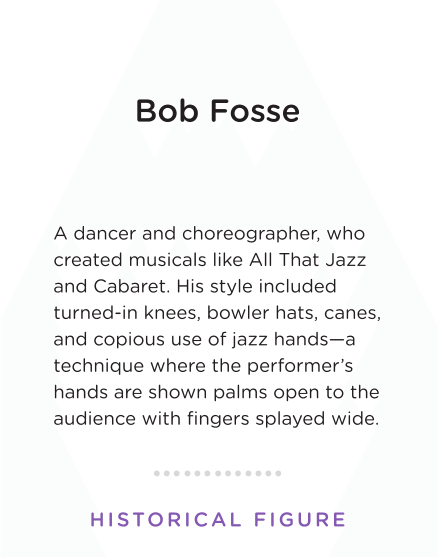 Bob Fosse
A dancer and choreographer, who
created musicals like All That Jazz
and Cabaret. His style included
turned-in knees, bowler hats, canes,
and copious use of jazz hands—a
technique where the performer’s
hands are shown palms open to the
audience with fingers splayed wide.
HISTORICAL FIGURE